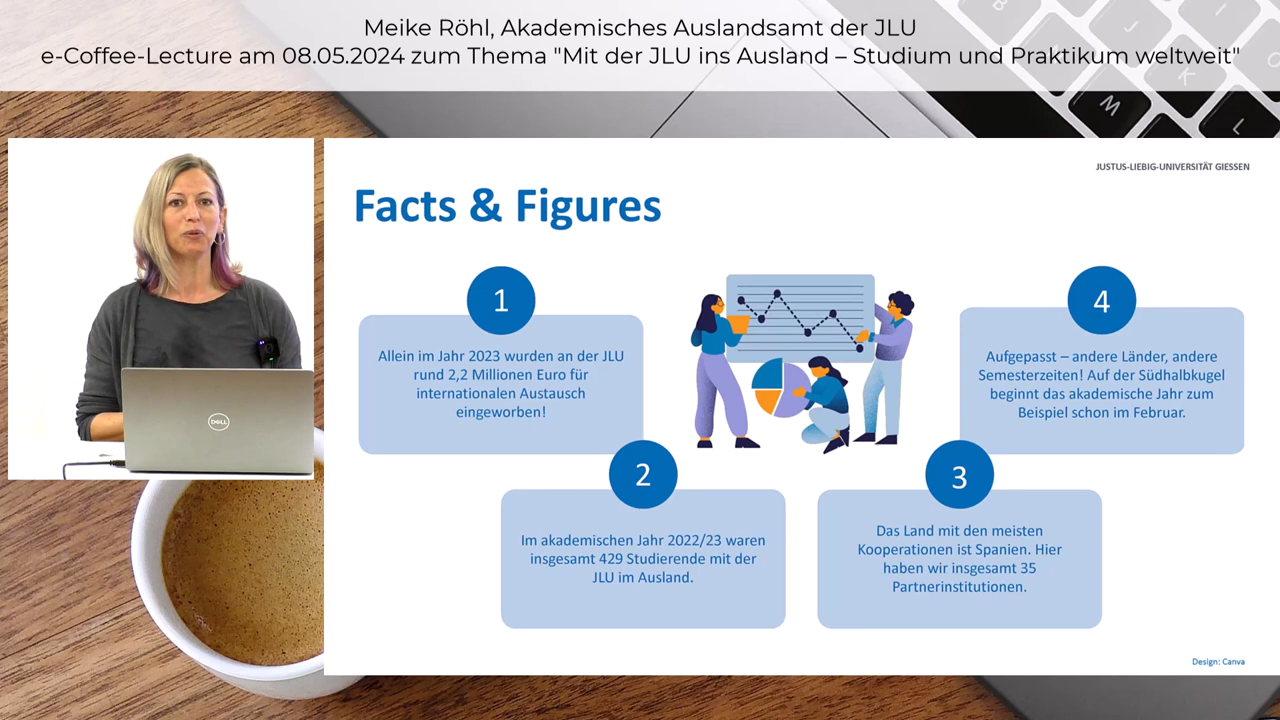 Meike Röhl, Akademisches Auslandsamt der JLU
e-Coffee-Lecture am 08.05.2024 zum Thema "Mit der JLU ins Ausland – Studium und Praktikum weltweit"
JUSTUS-LIEBIG-UNIVERSITÄT GIESSEN
Facts & Figures
1
Allein im Jahr 2023 wurden an der JLU
rund 2,2 Millionen Euro für
internationalen Austausch
eingeworben!
2
Im akademischen Jahr 2022/23 waren
insgesamt 429 Studierende mit der
JLU im Ausland.
3
Das Land mit den meisten
Kooperationen ist Spanien. Hier
haben wir insgesamt 35
Partnerinstitutionen.
4
Aufgepasst – andere Länder, andere
Semesterzeiten! Auf der Südhalbkugel
beginnt das akademische Jahr zum
Beispiel schon im Februar.
Design: Canva
DELL
B
J
K
M
L